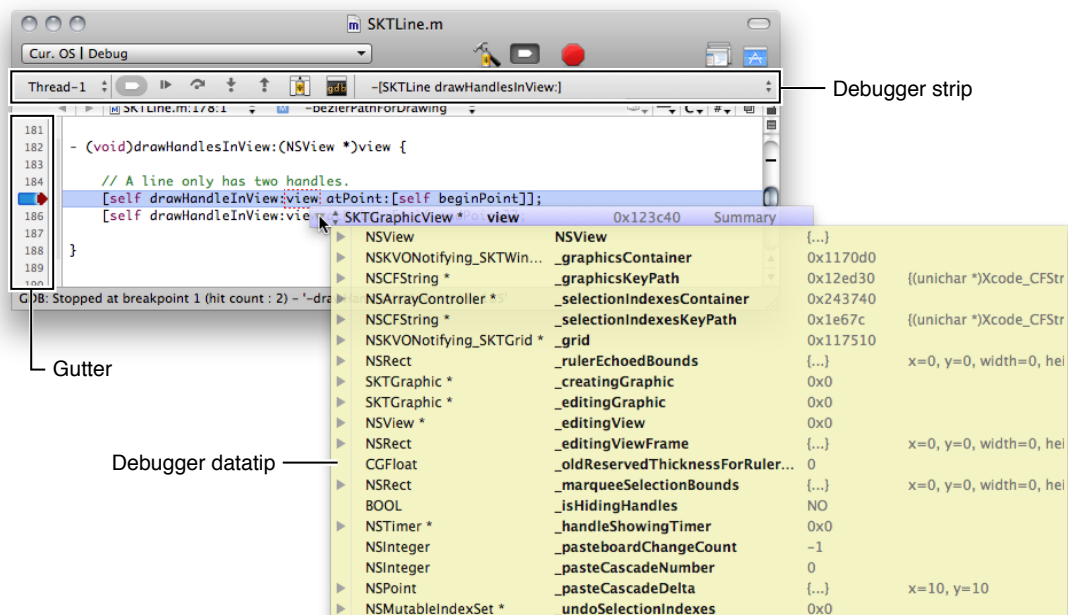 SKTLine.m
Cur. OS | Debug
Thread-1 gdb -[SKTLine drawHandlesInView:]
Debugger strip
SKTLine.m:178:1 -bezierPathForDrawing C #
181
182 - (void)drawHandlesInView:(NSView *)view {
183
184 // A line only has two handles.
[self drawHandleInView:view atPoint:[self beginPoint]];
186 [self drawHandleInView:vie
SKTGraphicView * view 0x123c40 Summary
187
188 }
189
190
GDB: Stopped at breakpoint 1 (hit count : 2) - '-dra
NSView NSView {...}
NSKVONotifying_SKTWin... _graphicsContainer 0x1170d0
NSCFString * _graphicsKeyPath 0x12ed30 {(unichar *)Xcode_CFStr
NSArrayController * _selectionIndexesContainer 0x243740
NSCFString * _selectionIndexesKeyPath 0x1e67c {(unichar *)Xcode_CFStr
NSKVONotifying_SKTGrid * _grid 0x117510
NSRect _rulerEchoedBounds {...} x=0, y=0, width=0, hei
SKTGraphic * _creatingGraphic 0x0
SKTGraphic * _editingGraphic 0x0
NSView * _editingView 0x0
NSRect _editingViewFrame {...} x=0, y=0, width=0, hei
CGFloat _oldReservedThicknessForRuler... 0
NSRect _marqueeSelectionBounds {...} x=0, y=0, width=0, hei
BOOL _isHidingHandles NO
NSTimer * _handleShowingTimer 0x0
NSInteger _pasteboardChangeCount -1
NSInteger _pasteCascadeNumber 0
NSPoint _pasteCascadeDelta {...} x=10, y=10
NSMutableIndexSet * _undoSelectionIndexes 0x0
Gutter
Debugger datatip